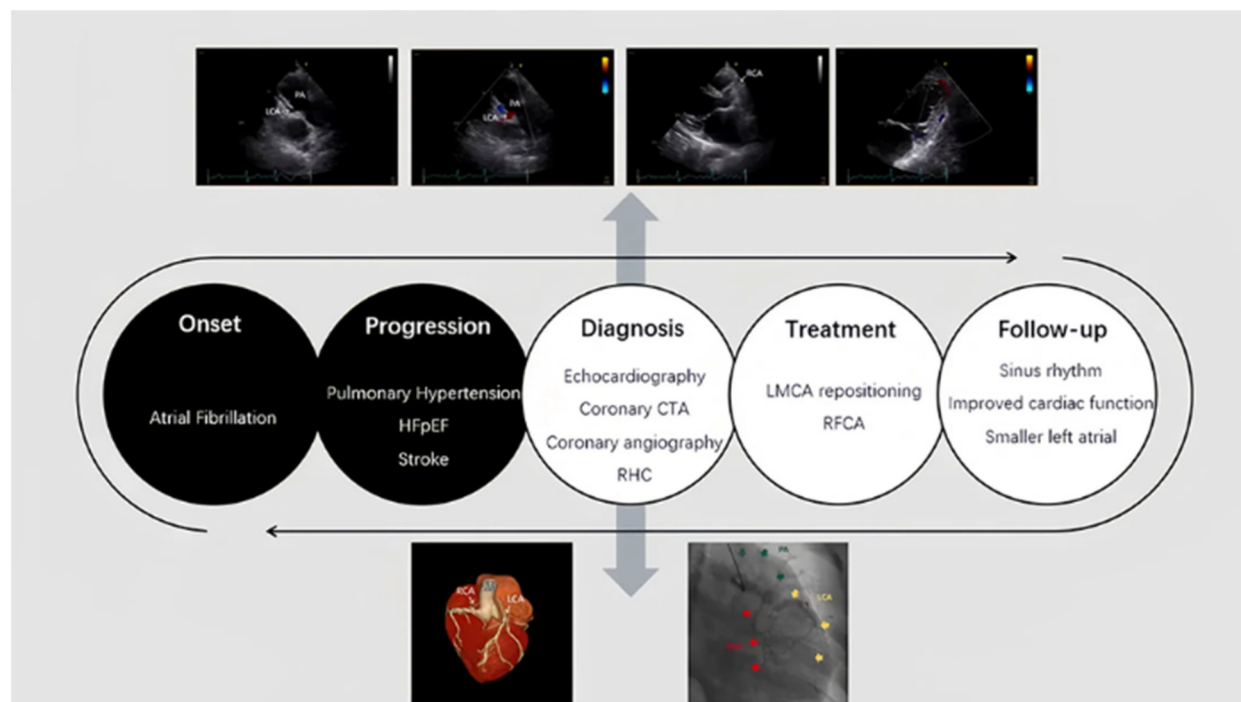 PA
LCA
PA
LCA
RCA
Onset
Atrial Fibrillation
Progression
Pulmonary Hypertension
HFpEF
Stroke
Diagnosis
Echocardiography
Coronary CTA
Coronary angiography
RHC
Treatment
LMCA repositioning
RFCA
Follow-up
Sinus rhythm
Improved cardiac function
Smaller left atrial
RCA
LCA
PA
LCA